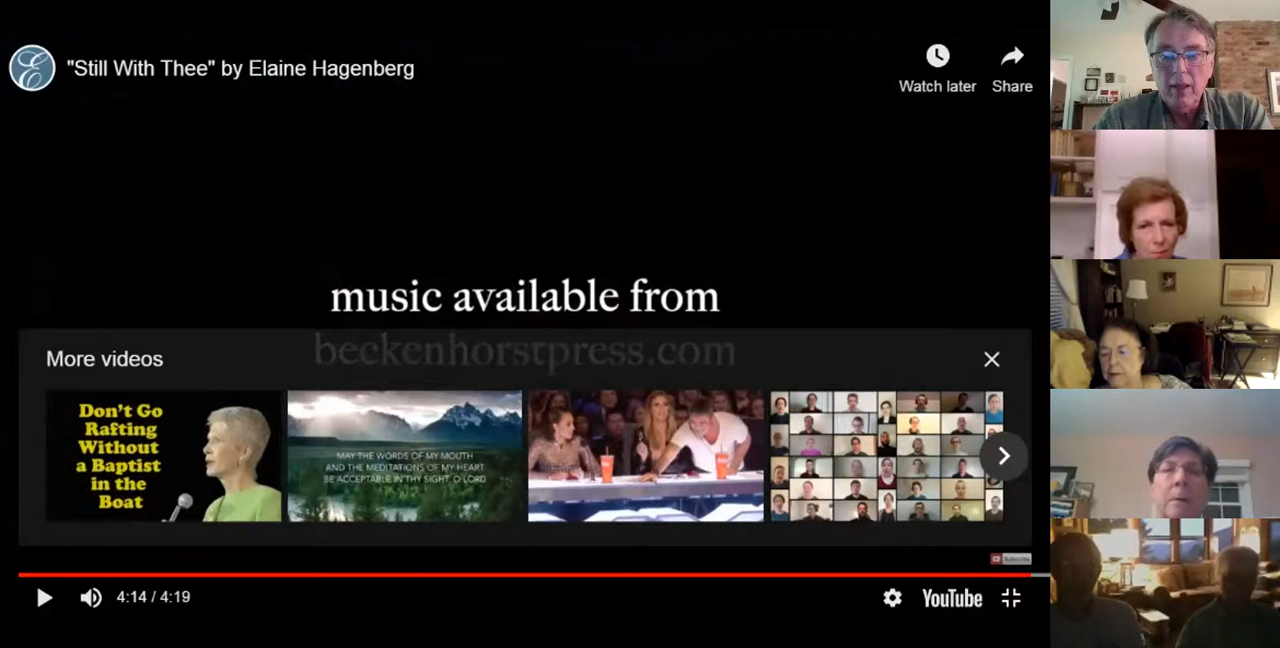 "Still With Thee" by Elaine Hagenberg
Watch later
Share
music available from
beckenhorstpress.com
More videos
Don't Go
Rafting
Without
a Baptist
in the
Boat
MAY THE WORDS OF MY MOUTH
AND THE MEDITATIONS OF MY HEART
BE ACCEPTABLE IN THY SIGHT, O LORD
4:14 / 4:19
YouTube